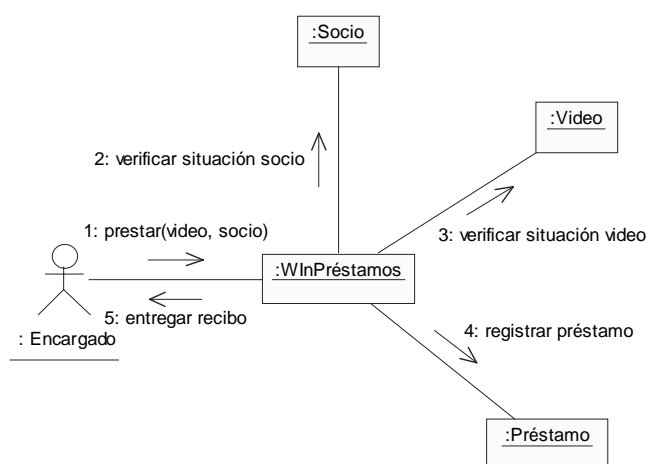 :Socio
:Video
2: verificar situación socio
1: prestar(video, socio)
3: verificar situación video
:WInPréstamos
5: entregar recibo
: Encargado
4: registrar préstamo
:Préstamo